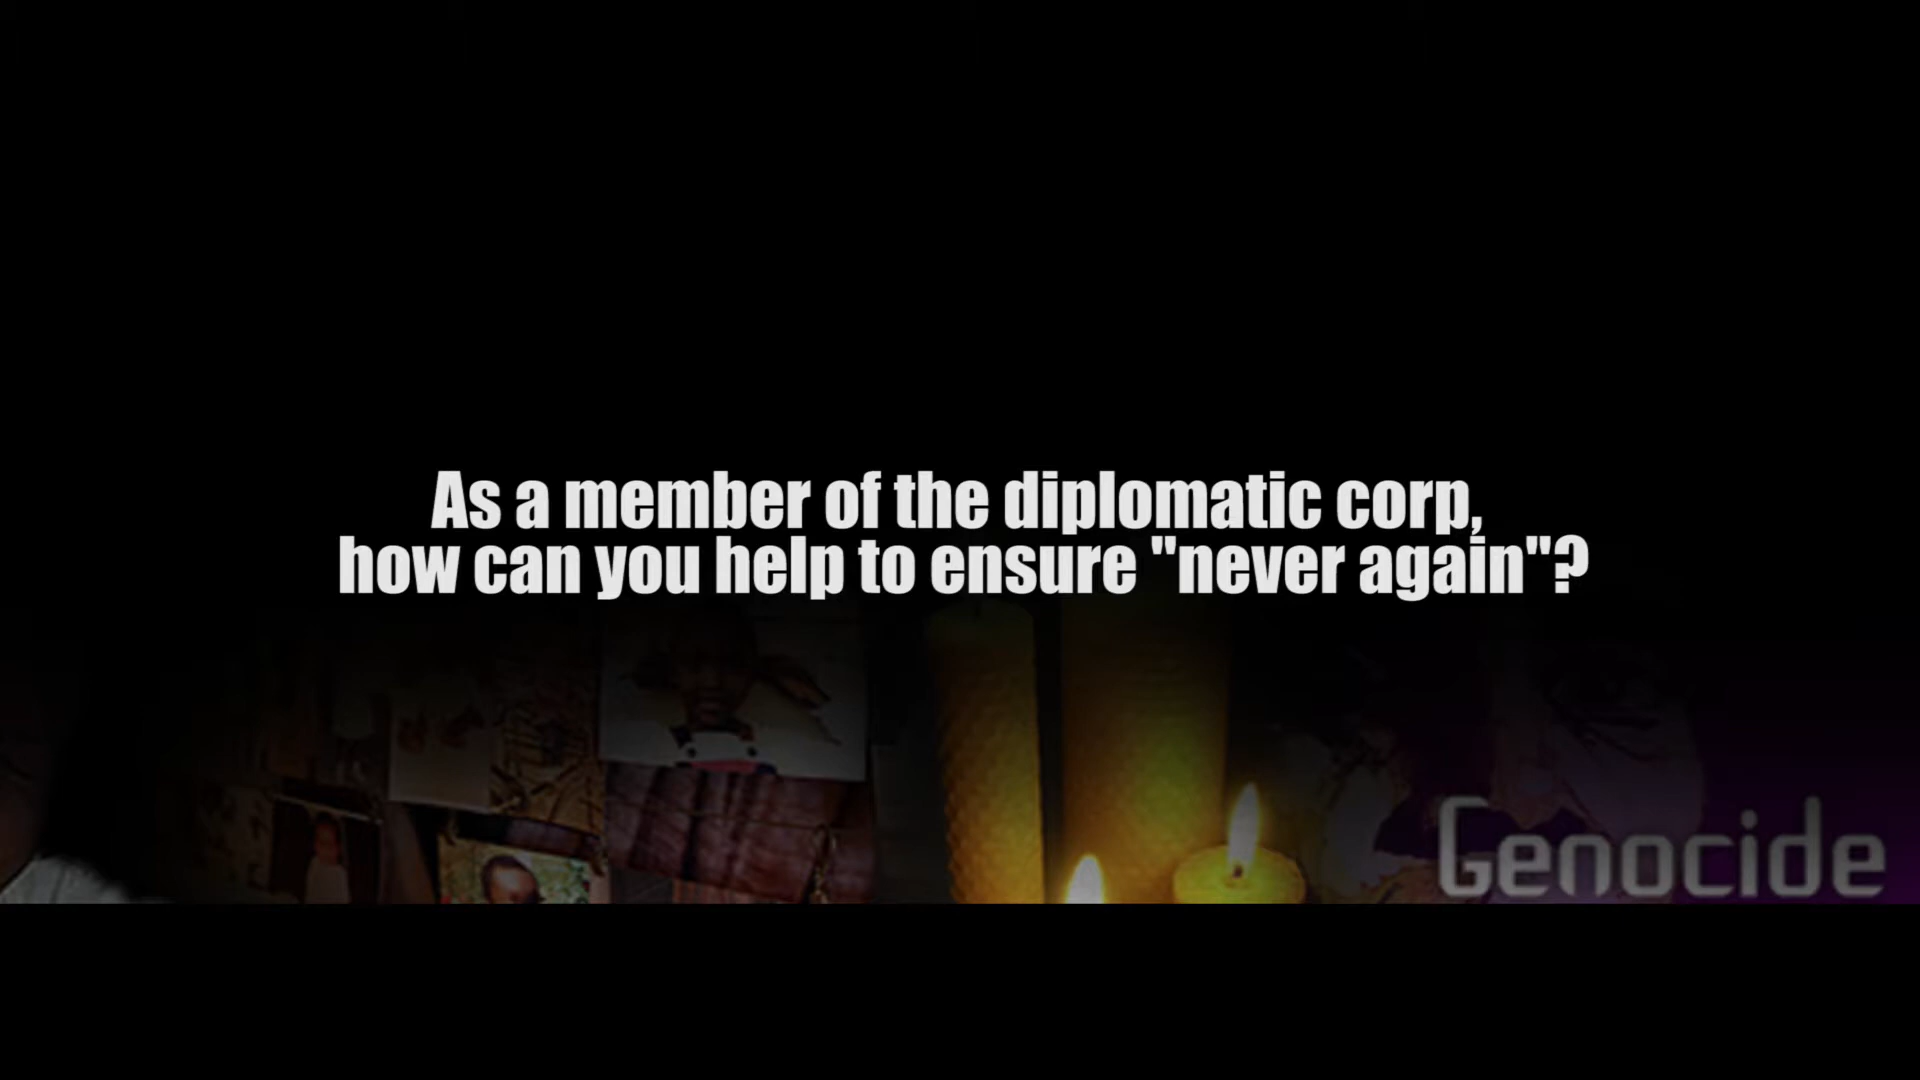 As a member of the diplomatic corp,
how can you help to ensure "never again"?
Genocide